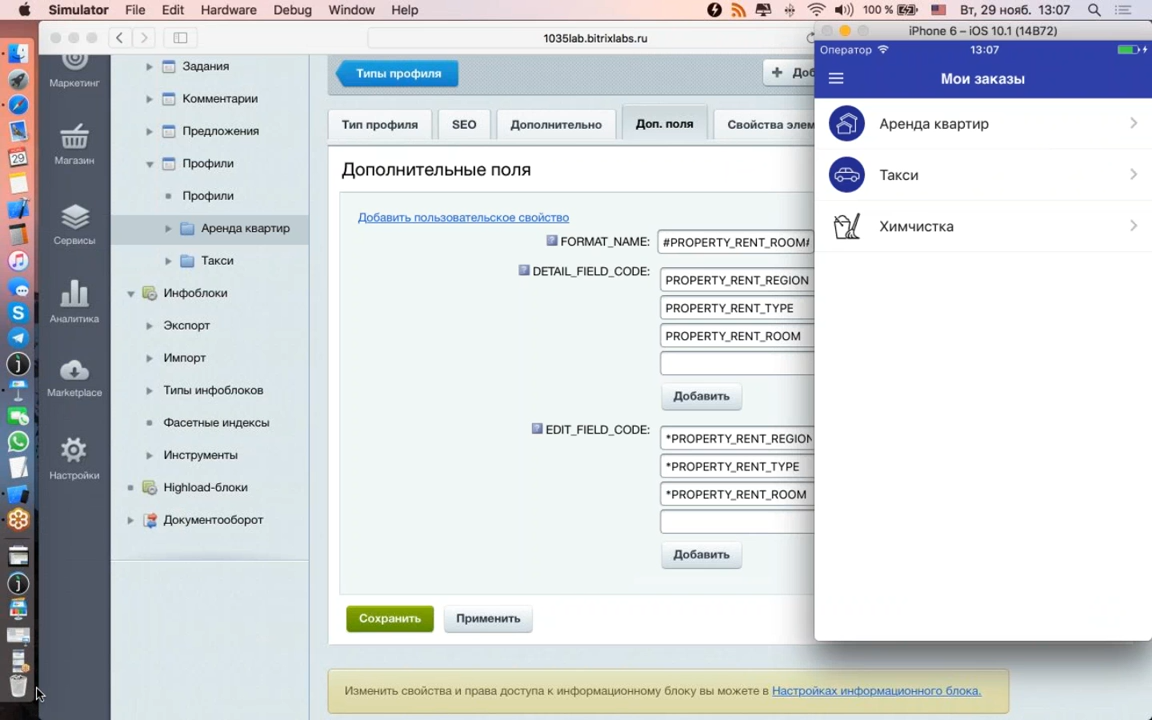 Simulator File Edit Hardware Debug Window Help
100 % Вт, 29 нояб. 13:07
1035lab.bitrixlabs.ru
iPhone 6 – iOS 10.1 (14B72)
Оператор 13:07
Мои заказы
Аренда квартир
Такси
Химчистка
Маркетинг
Магазин
Сервисы
Аналитика
Marketplace
Настройки
Задания
Комментарии
Предложения
Профили
Профили
Аренда квартир
Такси
Инфоблоки
Экспорт
Импорт
Типы инфоблоков
Фасетные индексы
Инструменты
Highload-блоки
Документооборот
Типы профиля
+ Доб
Тип профиля SEO Дополнительно Доп. поля Свойства элем
Дополнительные поля
Добавить пользовательское свойство
FORMAT_NAME: #PROPERTY_RENT_ROOM#
DETAIL_FIELD_CODE: PROPERTY_RENT_REGION
PROPERTY_RENT_TYPE
PROPERTY_RENT_ROOM
Добавить
EDIT_FIELD_CODE: *PROPERTY_RENT_REGION
*PROPERTY_RENT_TYPE
*PROPERTY_RENT_ROOM
Добавить
Сохранить Применить
Изменить свойства и права доступа к информационному блоку вы можете в Настройках информационного блока.